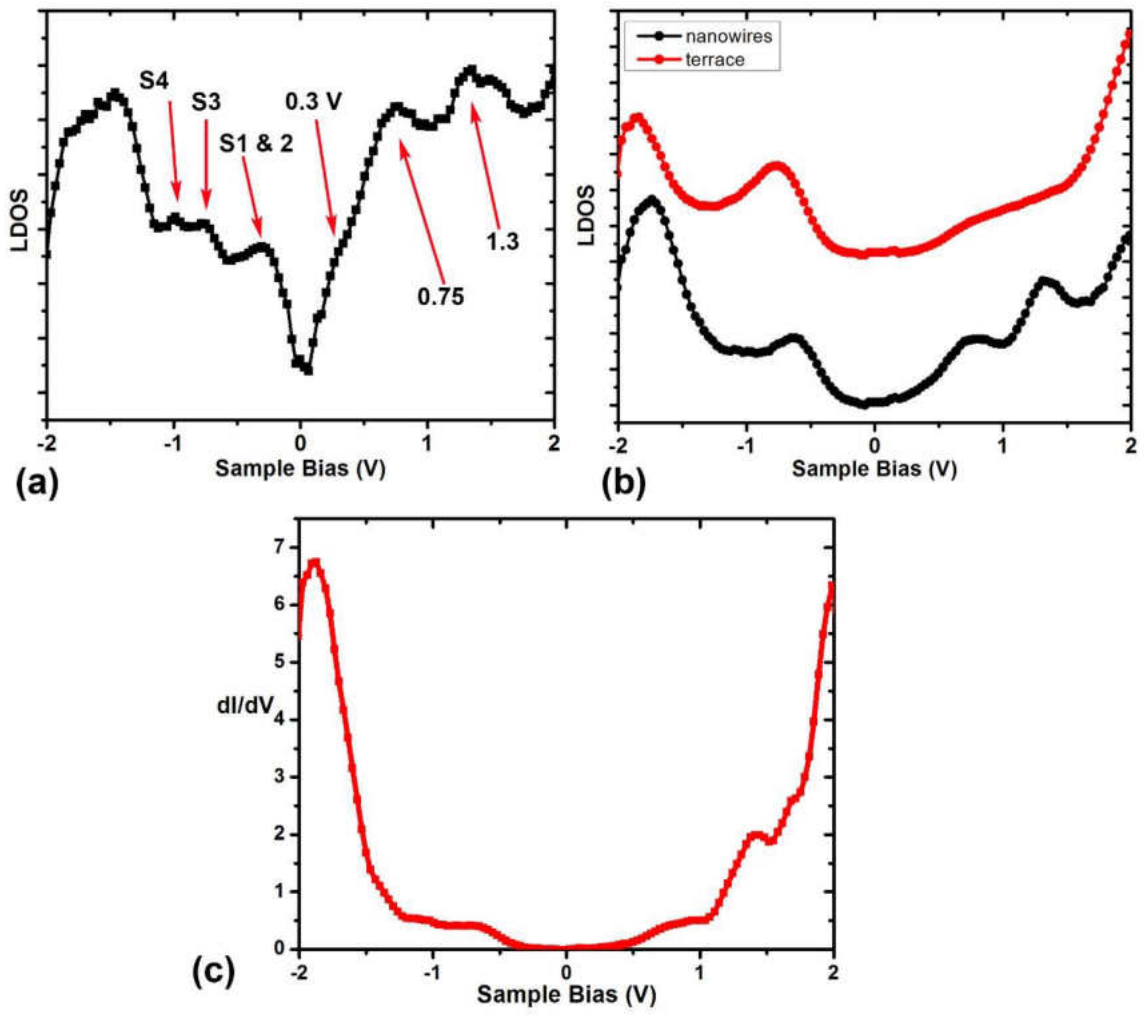 nanowires
terrace
S4
S3
0.3 V
S1 & 2
1.3
0.75
LDOS
LDOS
-2 -1 0 1 2
-2 -1 0 1 2
Sample Bias (V)
Sample Bias (V)
(a)
(b)
7
6
5
dI/dV
4
3
2
1
0
-2 -1 0 1 2
Sample Bias (V)
(c)